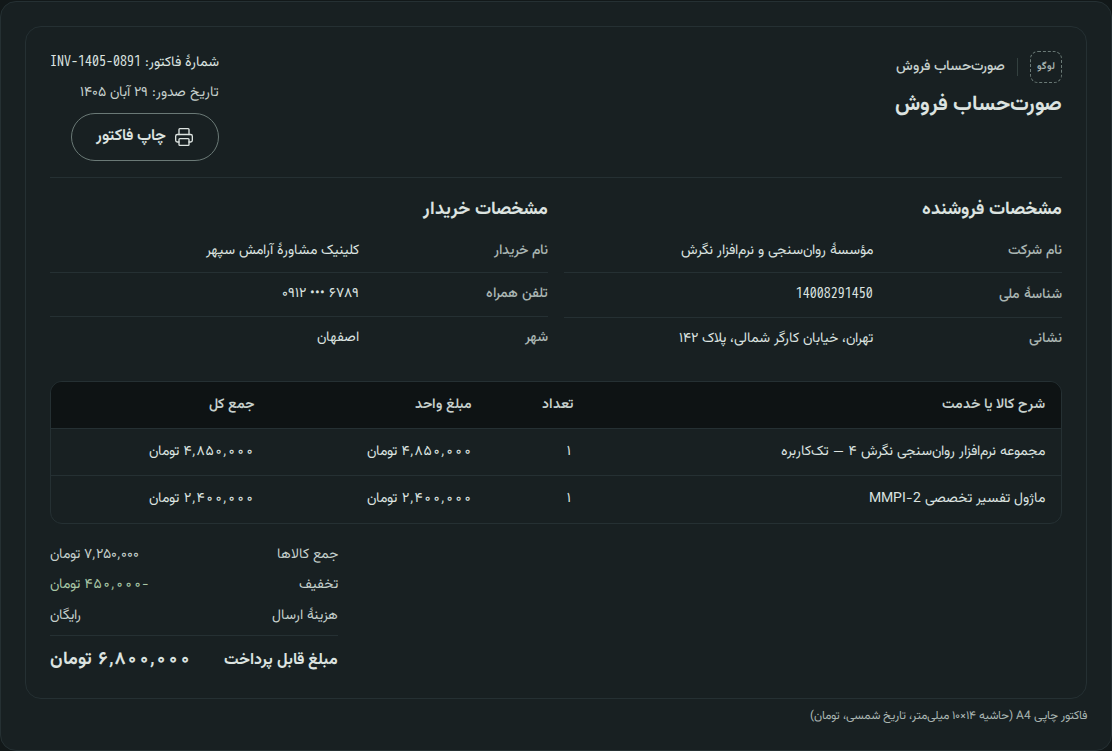 لوگو
صورت‌حساب فروش
صورت‌حساب فروش
شمارهٔ فاکتور: INV-1405-0891
تاریخ صدور: ۲۹ آبان ۱۴۰۵
چاپ فاکتور
مشخصات فروشنده
نام شرکت مؤسسهٔ روان‌سنجی و نرم‌افزار نگرش
شناسهٔ ملی 14008291450
نشانی تهران، خیابان کارگر شمالی، پلاک ۱۴۲
مشخصات خریدار
نام خریدار کلینیک مشاورهٔ آرامش سپهر
تلفن همراه ۰۹۱۲ ••• ۶۷۸۹
شهر اصفهان
شرح کالا یا خدمت تعداد مبلغ واحد جمع کل
مجموعه نرم‌افزار روان‌سنجی نگرش ۴ — تک‌کاربره ۱ ۴,۸۵۰,۰۰۰ تومان ۴,۸۵۰,۰۰۰ تومان
ماژول تفسیر تخصصی MMPI-2 ۱ ۲,۴۰۰,۰۰۰ تومان ۲,۴۰۰,۰۰۰ تومان
جمع کالاها ۷,۲۵۰,۰۰۰ تومان
تخفیف −۴۵۰,۰۰۰ تومان
هزینهٔ ارسال رایگان
مبلغ قابل پرداخت ۶,۸۰۰,۰۰۰ تومان
فاکتور چاپی A4 (حاشیه ۱۴×۱۰ میلی‌متر، تاریخ شمسی، تومان)